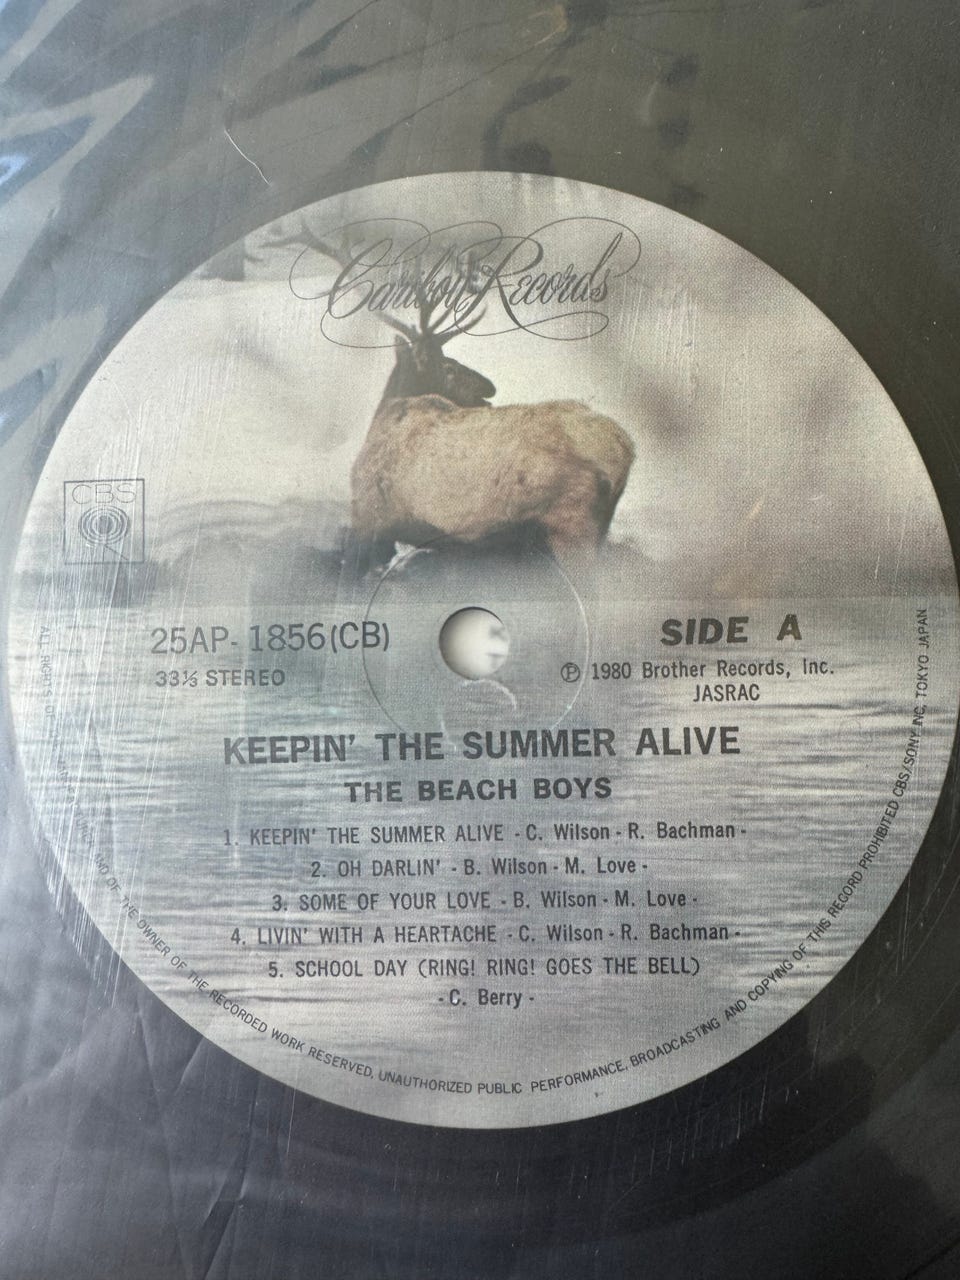 Caribou Records
CBS
25AP-1856(CB)
33⅓ STEREO
SIDE A
Ⓟ 1980 Brother Records, Inc.
JASRAC
KEEPIN' THE SUMMER ALIVE
THE BEACH BOYS
1. KEEPIN' THE SUMMER ALIVE - C. Wilson - R. Bachman -
2. OH DARLIN' - B. Wilson - M. Love -
3. SOME OF YOUR LOVE - B. Wilson - M. Love -
4. LIVIN' WITH A HEARTACHE - C. Wilson - R. Bachman -
5. SCHOOL DAY (RING! RING! GOES THE BELL)
- C. Berry -
ALL RIGHTS OF THE AND OF THE OWNER OF THE RECORDED WORK RESERVED, UNAUTHORIZED PUBLIC PERFORMANCE, BROADCASTING AND COPYING OF THIS RECORD PROHIBITED CBS/SONY INC, TOKYO JAPAN